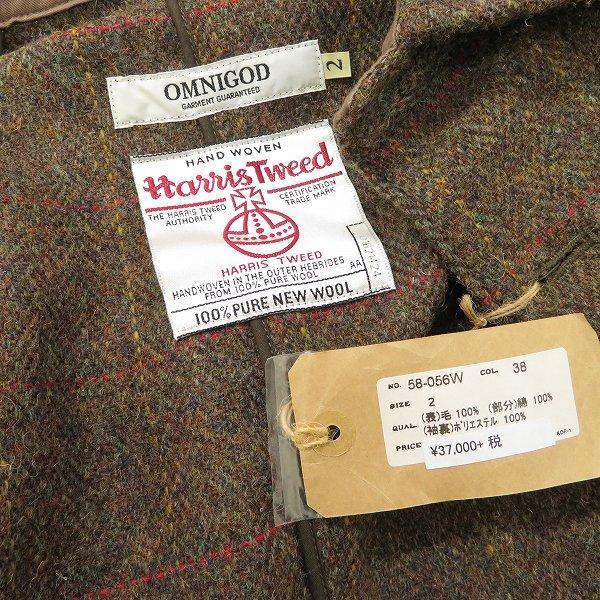 OMNIGOD
GARMENT GUARANTEED
2
HAND WOVEN
Harris Tweed
THE HARRIS TWEED
AUTHORITY
CERTIFICATION
TRADE MARK
HARRIS TWEED
HANDWOVEN IN THE OUTER HEBRIDES
FROM 100% PURE WOOL
AA
100% PURE NEW WOOL
NO. 58-056W COL. 38
SIZE 2
QUAL. (表)毛 100% (部分)綿 100%
(袖裏)ポリエステル 100%
PRICE ¥37,000+ 税